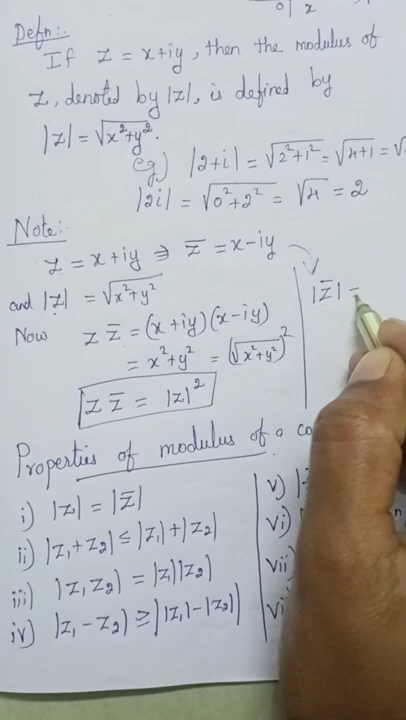 0| x
Defn:.
If z = x+iy, then the modulus of
z, denoted by |z|, is defined by
|z| = √x²+y².
eg) |2+i| = √2²+1² = √4+1 = √
|2i| = √0²+2² = √4 = 2
Note:
z = x+iy ⇒ z̅ = x-iy
and |z| = √x²+y²
Now z z̅ = (x+iy)(x-iy)
= x²+y² = (√x²+y²)²
z z̅ = |z|²
|z̅| =
Properties of modulus of a co
i) |z| = |z̅|
ii) |z₁+z₂| ≤ |z₁|+|z₂|
iii) |z₁z₂| = |z₁||z₂|
iv) |z₁-z₂| ≥ ||z₁|-|z₂||
v)
vi) n
vii)